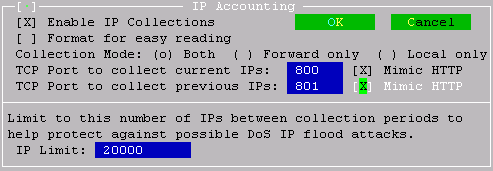 [ ] IP Accounting
[X] Enable IP Collections OK Cancel
[ ] Format for easy reading
Collection Mode: (o) Both ( ) Forward only ( ) Local only
TCP Port to collect current IPs: 800 [X] Mimic HTTP
TCP Port to collect previous IPs: 801 [X] Mimic HTTP
Limit to this number of IPs between collection periods to
help protect against possible DoS IP flood attacks.
IP Limit: 20000